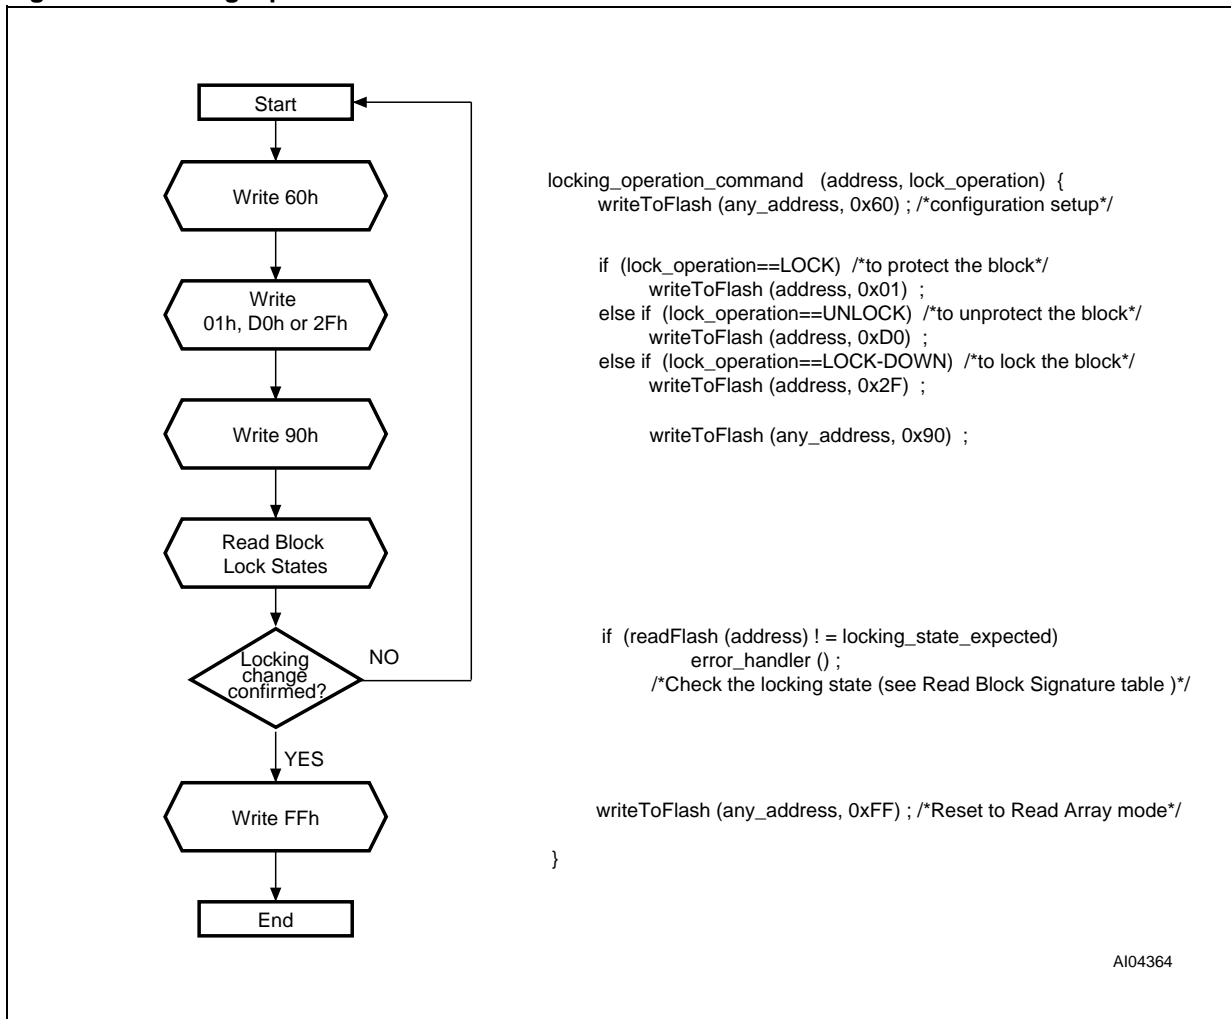 Start
Write 60h
Write
01h, D0h or 2Fh
Write 90h
Read Block
Lock States
Locking
change
confirmed?
NO
YES
Write FFh
End
locking_operation_command (address, lock_operation) {
writeToFlash (any_address, 0x60) ; /*configuration setup*/
if (lock_operation==LOCK) /*to protect the block*/
writeToFlash (address, 0x01) ;
else if (lock_operation==UNLOCK) /*to unprotect the block*/
writeToFlash (address, 0xD0) ;
else if (lock_operation==LOCK-DOWN) /*to lock the block*/
writeToFlash (address, 0x2F) ;
writeToFlash (any_address, 0x90) ;
if (readFlash (address) ! = locking_state_expected)
error_handler () ;
/*Check the locking state (see Read Block Signature table )*/
writeToFlash (any_address, 0xFF) ; /*Reset to Read Array mode*/
}
AI04364